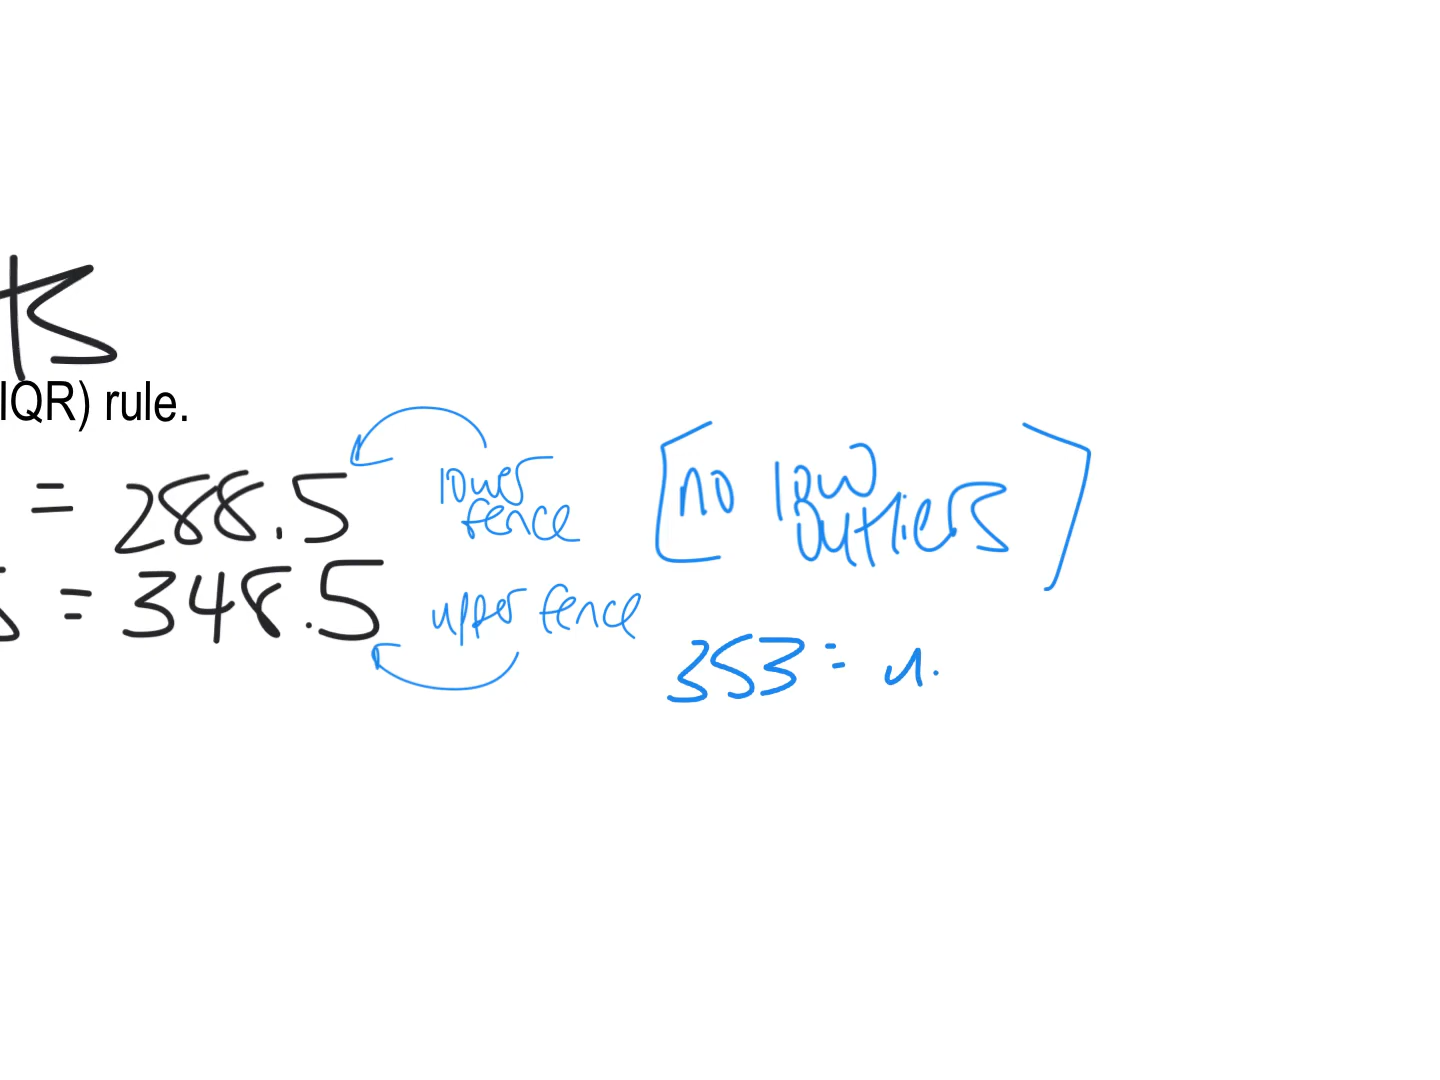 IQR) rule.
= 288.5 lower fence [no low outliers]
= 348.5 upper fence
353 = u.